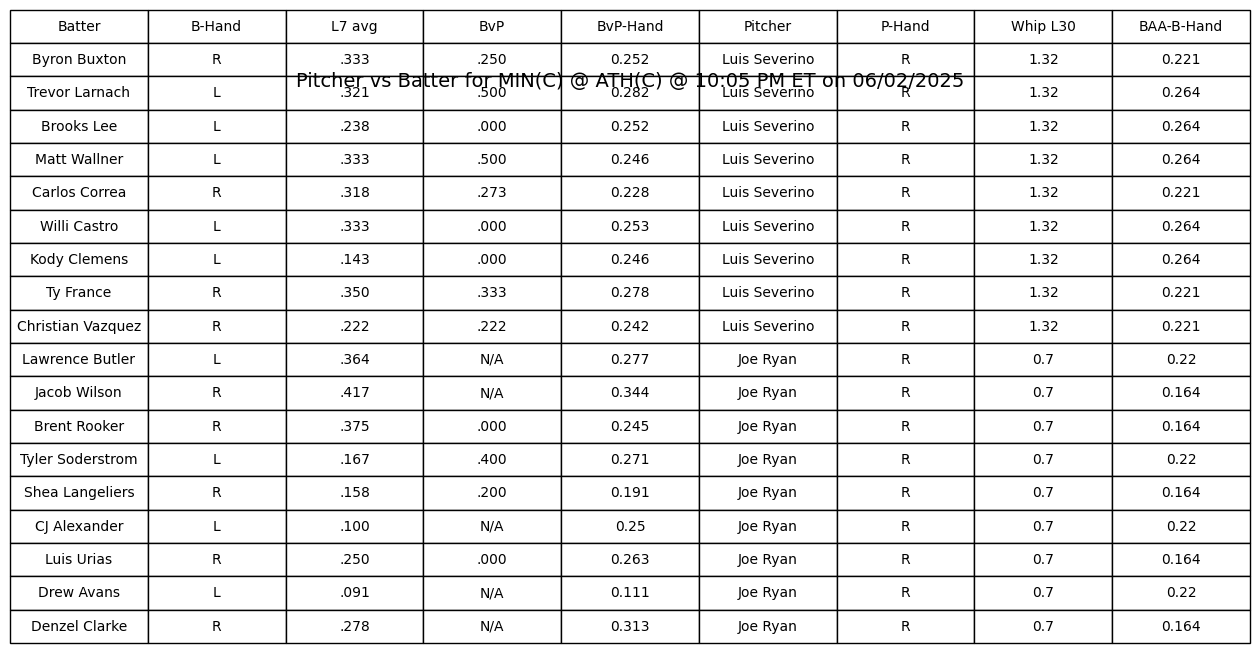 Batter B-Hand L7 avg BvP BvP-Hand Pitcher P-Hand Whip L30 BAA-B-Hand
Byron Buxton R .333 .250 0.252 Luis Severino R 1.32 0.221
Pitcher vs Batter for MIN(C) @ ATH(C) @ 10:05 PM ET on 06/02/2025
Trevor Larnach L .321 .500 0.282 Luis Severino R 1.32 0.264
Brooks Lee L .238 .000 0.252 Luis Severino R 1.32 0.264
Matt Wallner L .333 .500 0.246 Luis Severino R 1.32 0.264
Carlos Correa R .318 .273 0.228 Luis Severino R 1.32 0.221
Willi Castro L .333 .000 0.253 Luis Severino R 1.32 0.264
Kody Clemens L .143 .000 0.246 Luis Severino R 1.32 0.264
Ty France R .350 .333 0.278 Luis Severino R 1.32 0.221
Christian Vazquez R .222 .222 0.242 Luis Severino R 1.32 0.221
Lawrence Butler L .364 N/A 0.277 Joe Ryan R 0.7 0.22
Jacob Wilson R .417 N/A 0.344 Joe Ryan R 0.7 0.164
Brent Rooker R .375 .000 0.245 Joe Ryan R 0.7 0.164
Tyler Soderstrom L .167 .400 0.271 Joe Ryan R 0.7 0.22
Shea Langeliers R .158 .200 0.191 Joe Ryan R 0.7 0.164
CJ Alexander L .100 N/A 0.25 Joe Ryan R 0.7 0.22
Luis Urias R .250 .000 0.263 Joe Ryan R 0.7 0.164
Drew Avans L .091 N/A 0.111 Joe Ryan R 0.7 0.22
Denzel Clarke R .278 N/A 0.313 Joe Ryan R 0.7 0.164